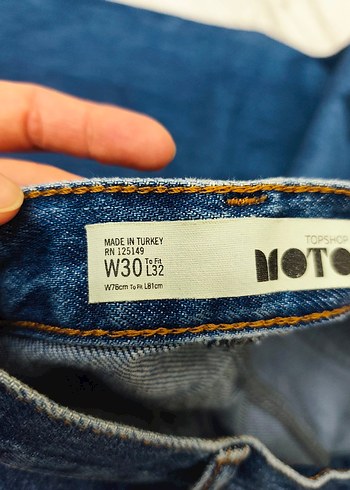 MADE IN TURKEY
RN 125149
W30 To Fit L32
W76cm To Fit L81cm
TOPSHOP
MOTO